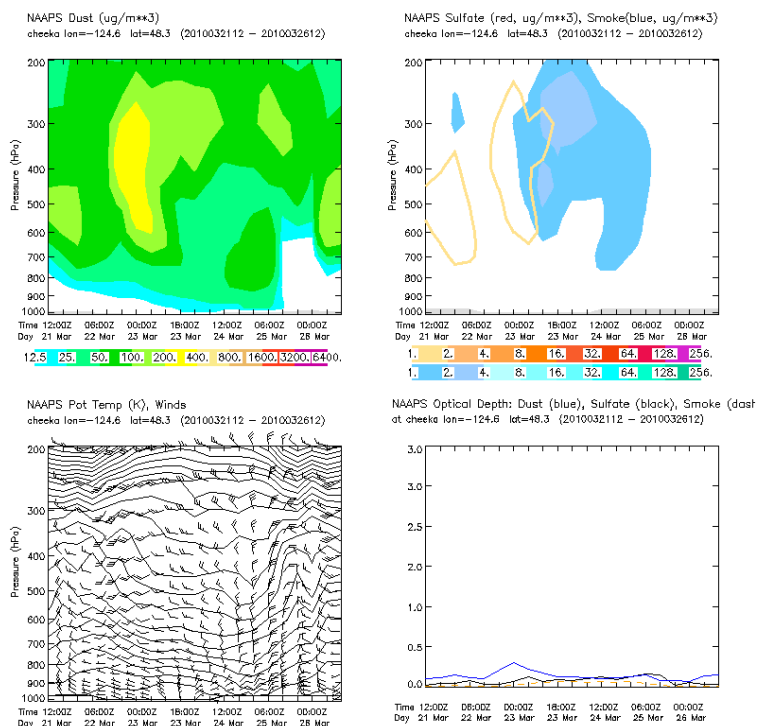 NAAPS Dust (ug/m**3)
cheeka lon=-124.6 lat=48.3 (2010032112 - 2010032612)
200
300
400
500
600
700
800
900
1000
Pressure (hPa)
Time 12:00Z 06:00Z 00:00Z 18:00Z 12:00Z 06:00Z 00:00Z
Day 21 Mar 22 Mar 23 Mar 23 Mar 24 Mar 25 Mar 28 Mar
12.5 25. 50. 100. 200. 400. 800. 1600. 3200. 6400.
NAAPS Sulfate (red, ug/m**3), Smoke(blue, ug/m**3)
cheeka lon=-124.6 lat=48.3 (2010032112 - 2010032612)
200
300
400
500
600
700
800
900
1000
Pressure (hPa)
Time 12:00Z 06:00Z 00:00Z 18:00Z 12:00Z 06:00Z 00:00Z
Day 21 Mar 22 Mar 23 Mar 23 Mar 24 Mar 25 Mar 28 Mar
1. 2. 4. 8. 16. 32. 64. 128. 256.
1. 2. 4. 8. 16. 32. 64. 128. 256.
NAAPS Pot Temp (K), Winds
cheeka lon=-124.6 lat=48.3 (2010032112 - 2010032612)
200
300
400
500
600
700
800
900
1000
Pressure (hPa)
Time 12:00Z 06:00Z 00:00Z 18:00Z 12:00Z 06:00Z 00:00Z
Day 21 Mar 22 Mar 23 Mar 23 Mar 24 Mar 25 Mar 28 Mar
NAAPS Optical Depth: Dust (blue), Sulfate (black), Smoke (dast
at cheeka lon=-124.6 lat=48.3 (2010032112 - 2010032612)
3.0
2.5
2.0
1.5
1.0
0.5
0.0
Time 12:00Z 06:00Z 00:00Z 18:00Z 12:00Z 06:00Z 00:00Z
Day 21 Mar 22 Mar 23 Mar 23 Mar 24 Mar 25 Mar 26 Mar